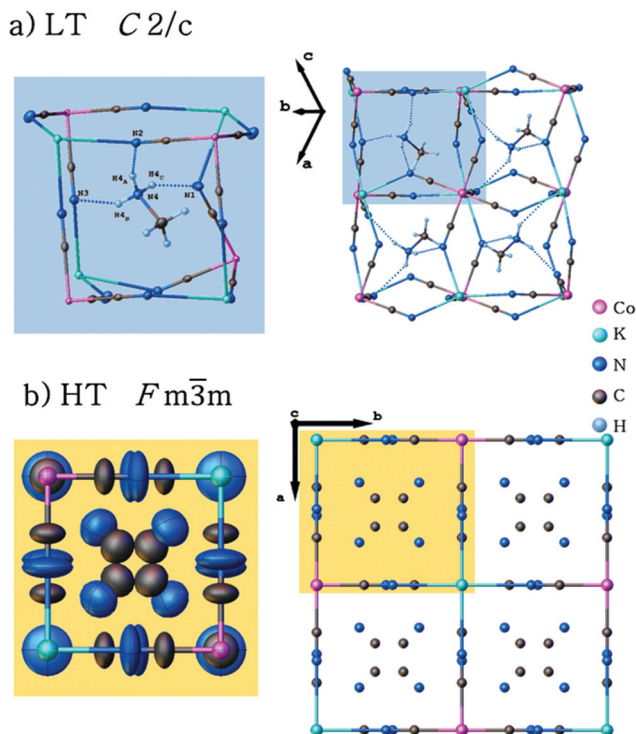 a) LT C2/c
N2
H4A H4C
N3 N4 N1
H4B
c
b
a
Co
K
N
C
H
b) HT Fm3̅m
c b
a